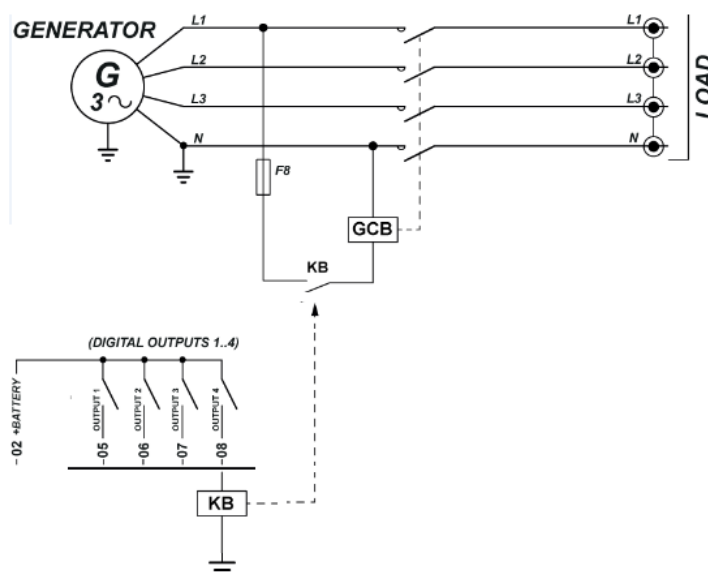 GENERATOR
L1
L1
G
3
L2
L2
L3
L3
N
N
LOAD
F8
GCB
KB
(DIGITAL OUTPUTS 1..4)
02 +BATTERY
OUTPUT 1
OUTPUT 2
OUTPUT 3
OUTPUT 4
05
06
07
08
KB